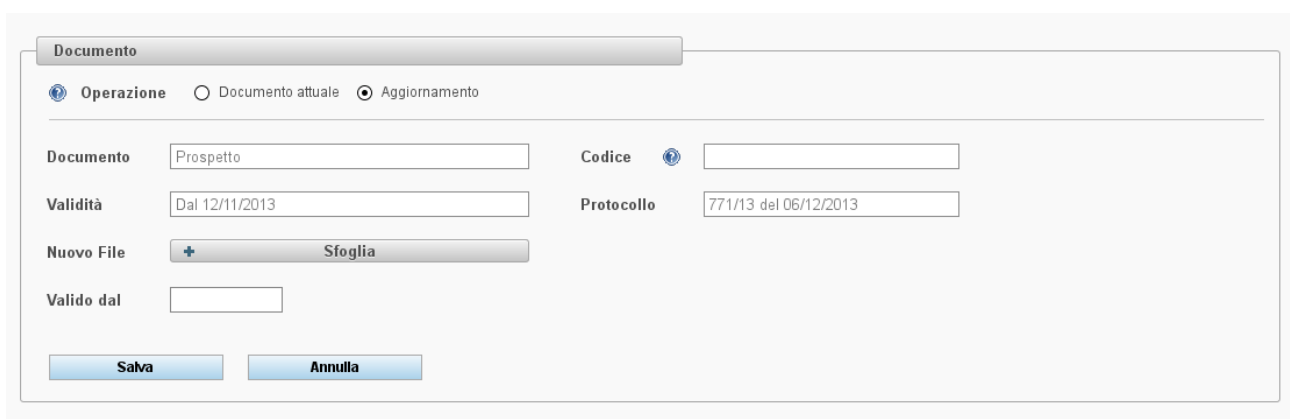 Documento
Operazione Documento attuale Aggiornamento
Documento Prospetto Codice
Validità Dal 12/11/2013 Protocollo 771/13 del 06/12/2013
Nuovo File + Sfoglia
Valido dal
Salva Annulla